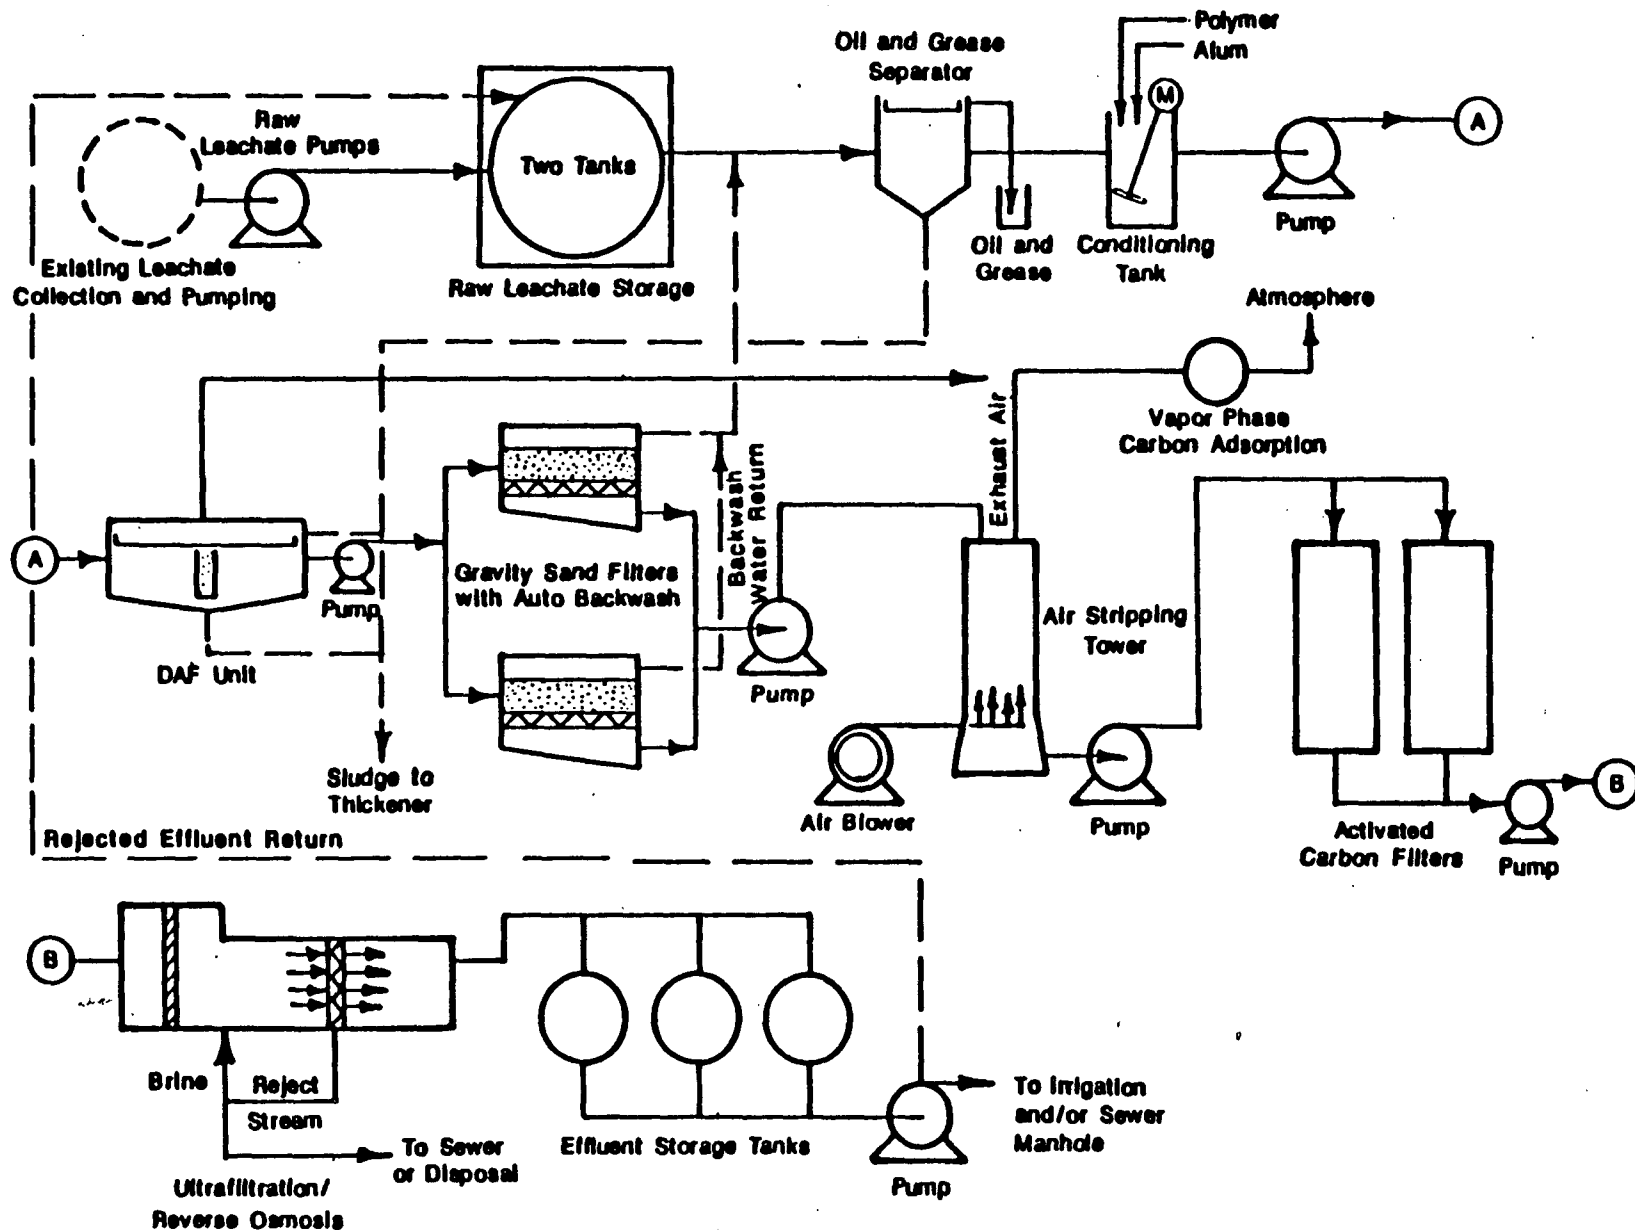 Polymer
Alum
Oil and Grease
Separator
M
A
Raw
Leachate Pumps
Two Tanks
Pump
Existing Leachate
Collection and Pumping
Raw Leachate Storage
Oil and
Grease
Conditioning
Tank
Atmosphere
Exhaust Air
Vapor Phase
Carbon Adsorption
Backwash
Water Return
A
Pump
Gravity Sand Filters
with Auto Backwash
DAF Unit
Pump
Air Stripping
Tower
Sludge to
Thickener
Air Blower
Pump
B
Activated
Carbon Filters
Pump
Rejected Effluent Return
B
Brine
Reject
Stream
To Sewer
or Disposal
Effluent Storage Tanks
To Irrigation
and/or Sewer
Manhole
Pump
Ultrafiltration/
Reverse Osmosis